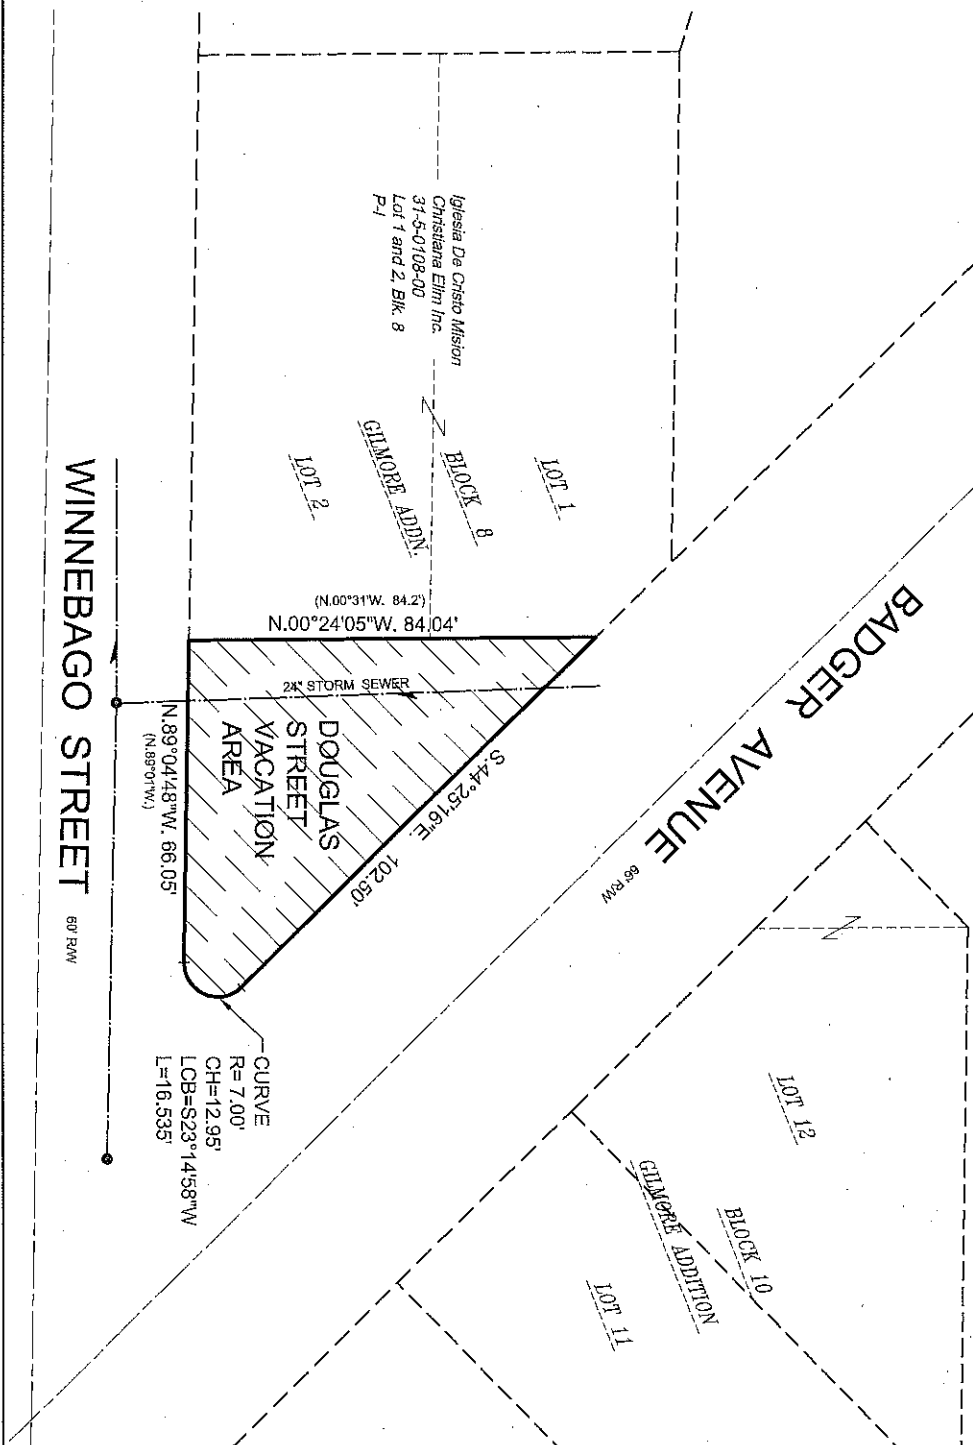 Iglesia De Cristo Mision
Christiana Elim Inc.
31-5-0108-00
Lot 1 and 2, Blk. 8
P-I
LOT 1
BLOCK 8
GILMORE ADDN.
LOT 2
BADGER AVENUE 66' R/W
(N.00°31'W. 84.2')
N.00°24'05"W. 84.04'
24" STORM SEWER
DOUGLAS
STREET
VACATION
AREA
S.44°25'16"E. 102.50'
N.89°04'48"W. 66.05'
(N.89°01'W.)
WINNEBAGO STREET 60' R/W
CURVE
R= 7.00'
CH=12.95'
LCB=S23°14'58"W
L=16.535'
LOT 12
BLOCK 10
GILMORE ADDITION
LOT 11